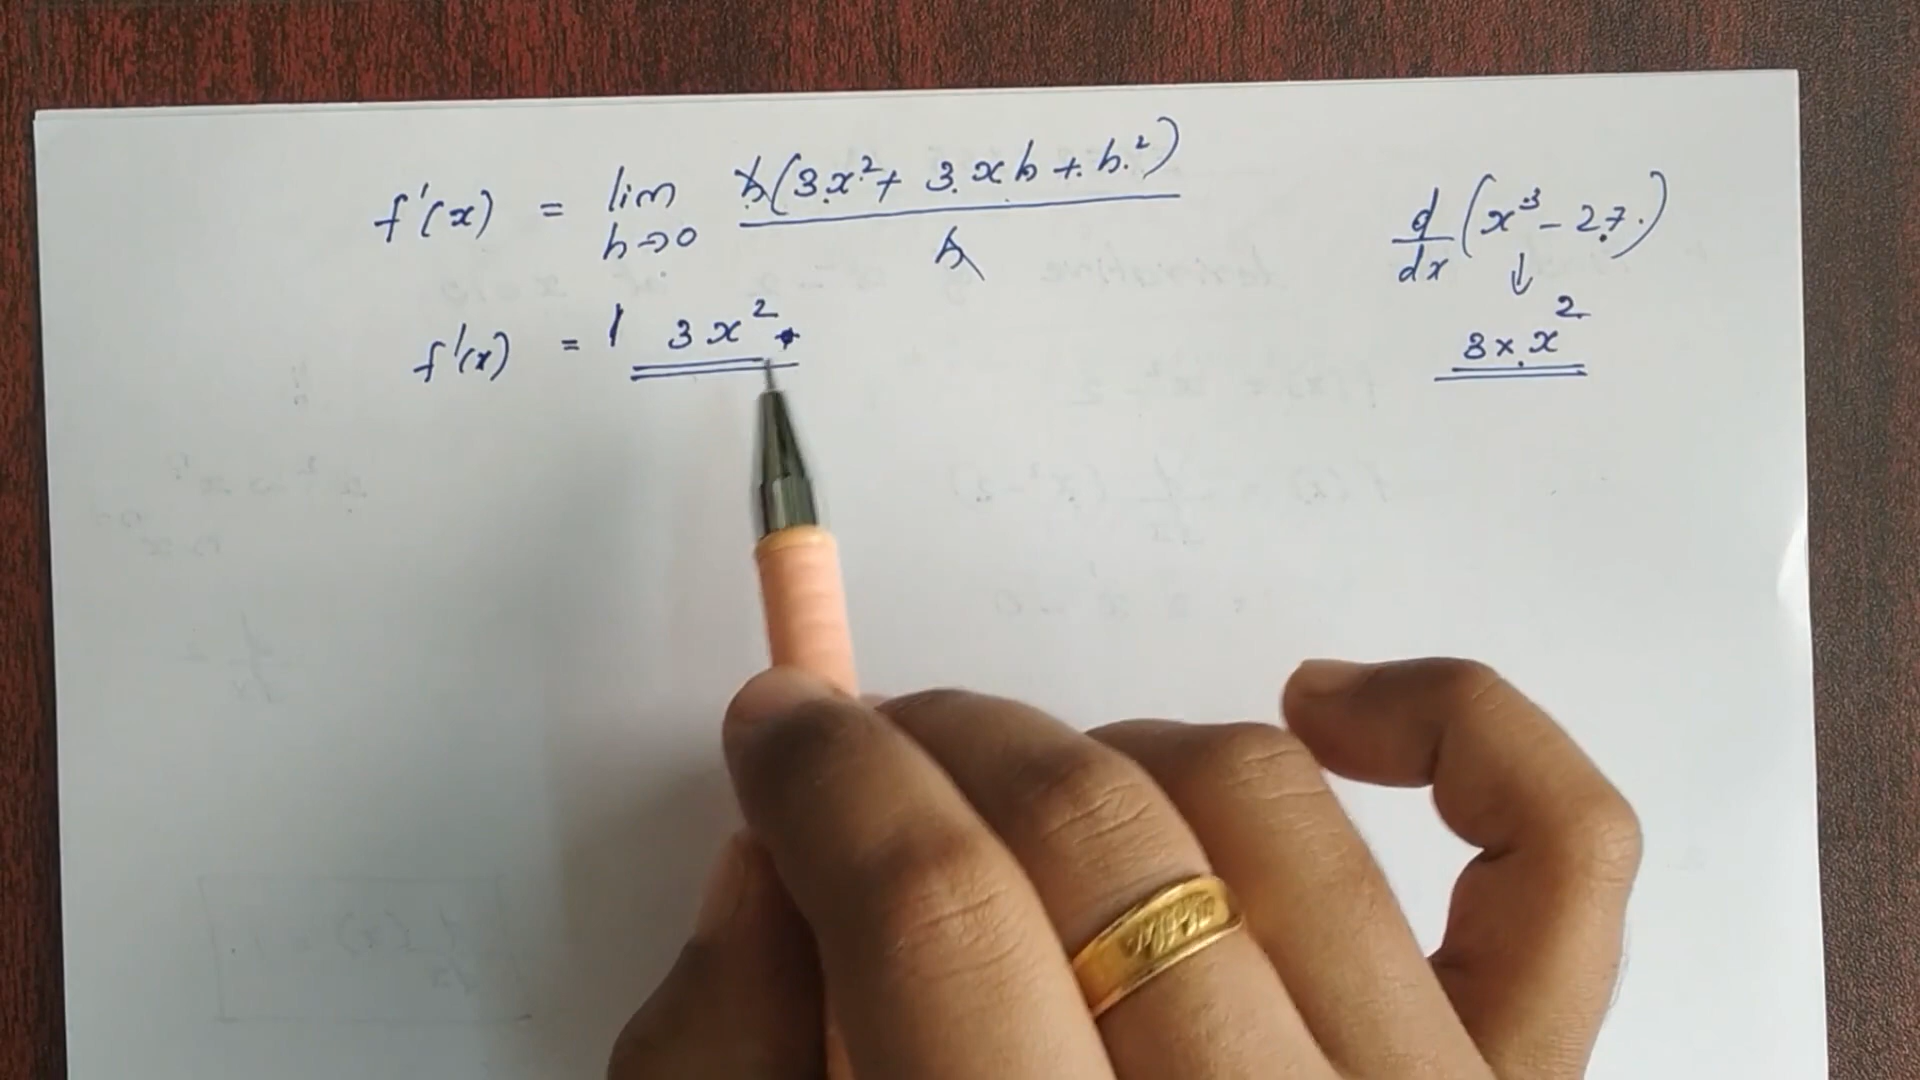 f'(x) = lim h→0 h(3x² + 3xh + h²) / h
f'(x) = 3x²
d/dx (x³ - 27)
↓
3 × x²